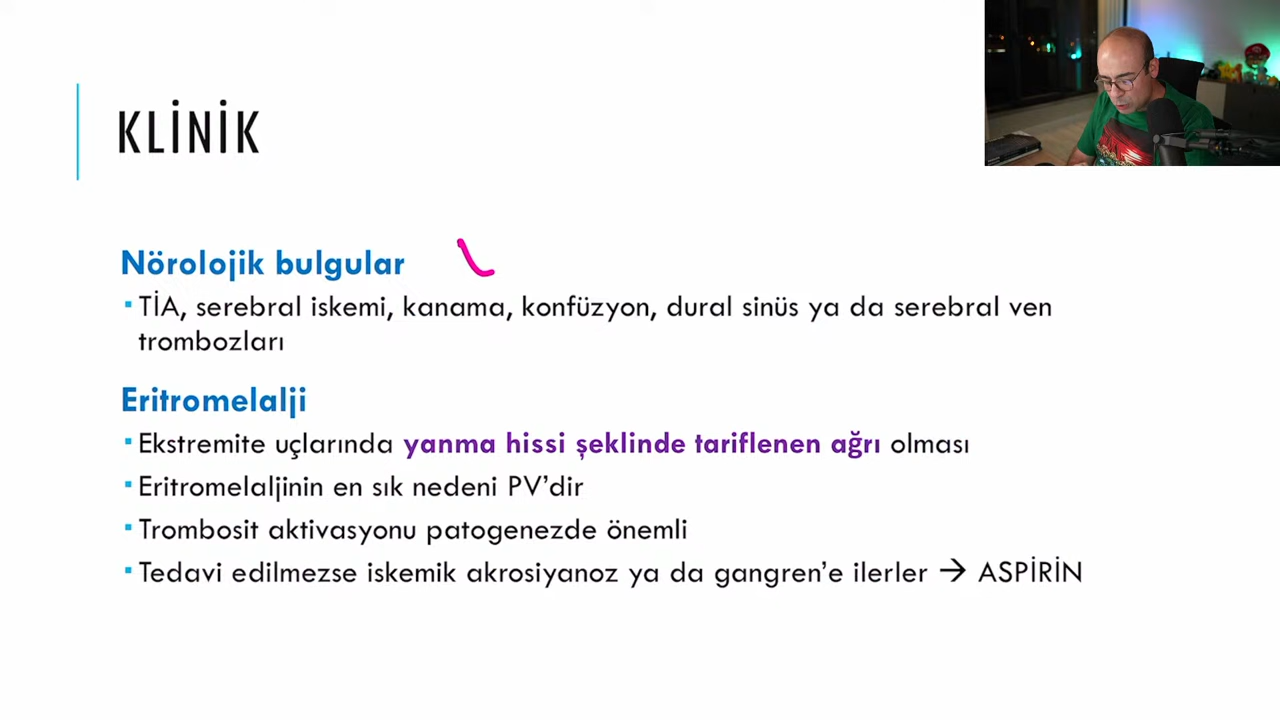 KLİNİK
Nörolojik bulgular
▪ TİA, serebral iskemi, kanama, konfüzyon, dural sinüs ya da serebral ven
trombozları
Eritromelalji
▪ Ekstremite uçlarında yanma hissi şeklinde tariflenen ağrı olması
▪ Eritromelaljinin en sık nedeni PV’dir
▪ Trombosit aktivasyonu patogenezde önemli
▪ Tedavi edilmezse iskemik akrosiyanoz ya da gangren’e ilerler → ASPİRİN